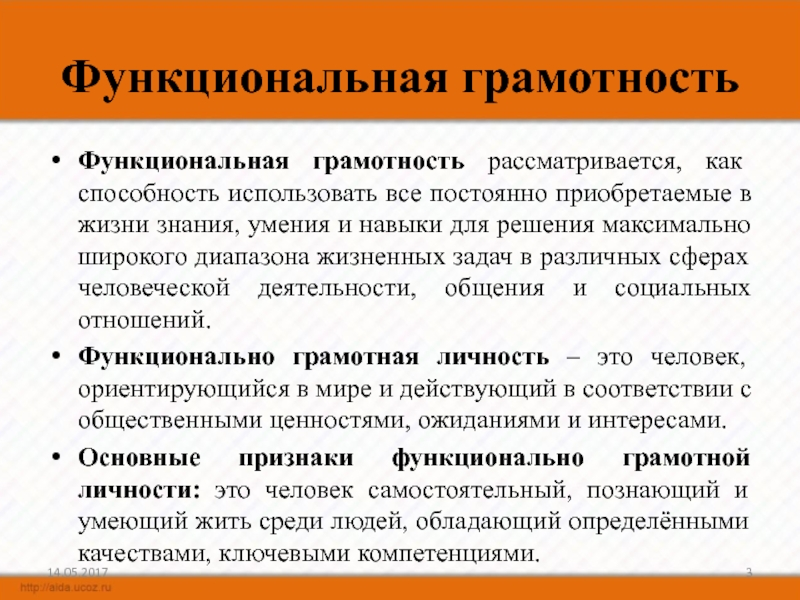 Функциональная грамотность
• Функциональная грамотность рассматривается, как
способность использовать все постоянно приобретаемые в
жизни знания, умения и навыки для решения максимально
широкого диапазона жизненных задач в различных сферах
человеческой деятельности, общения и социальных
отношений.
• Функционально грамотная личность – это человек,
ориентирующийся в мире и действующий в соответствии с
общественными ценностями, ожиданиями и интересами.
• Основные признаки функционально грамотной
личности: это человек самостоятельный, познающий и
умеющий жить среди людей, обладающий определёнными
качествами, ключевыми компетенциями.
14.05.2017 3
http://aida.ucoz.ru